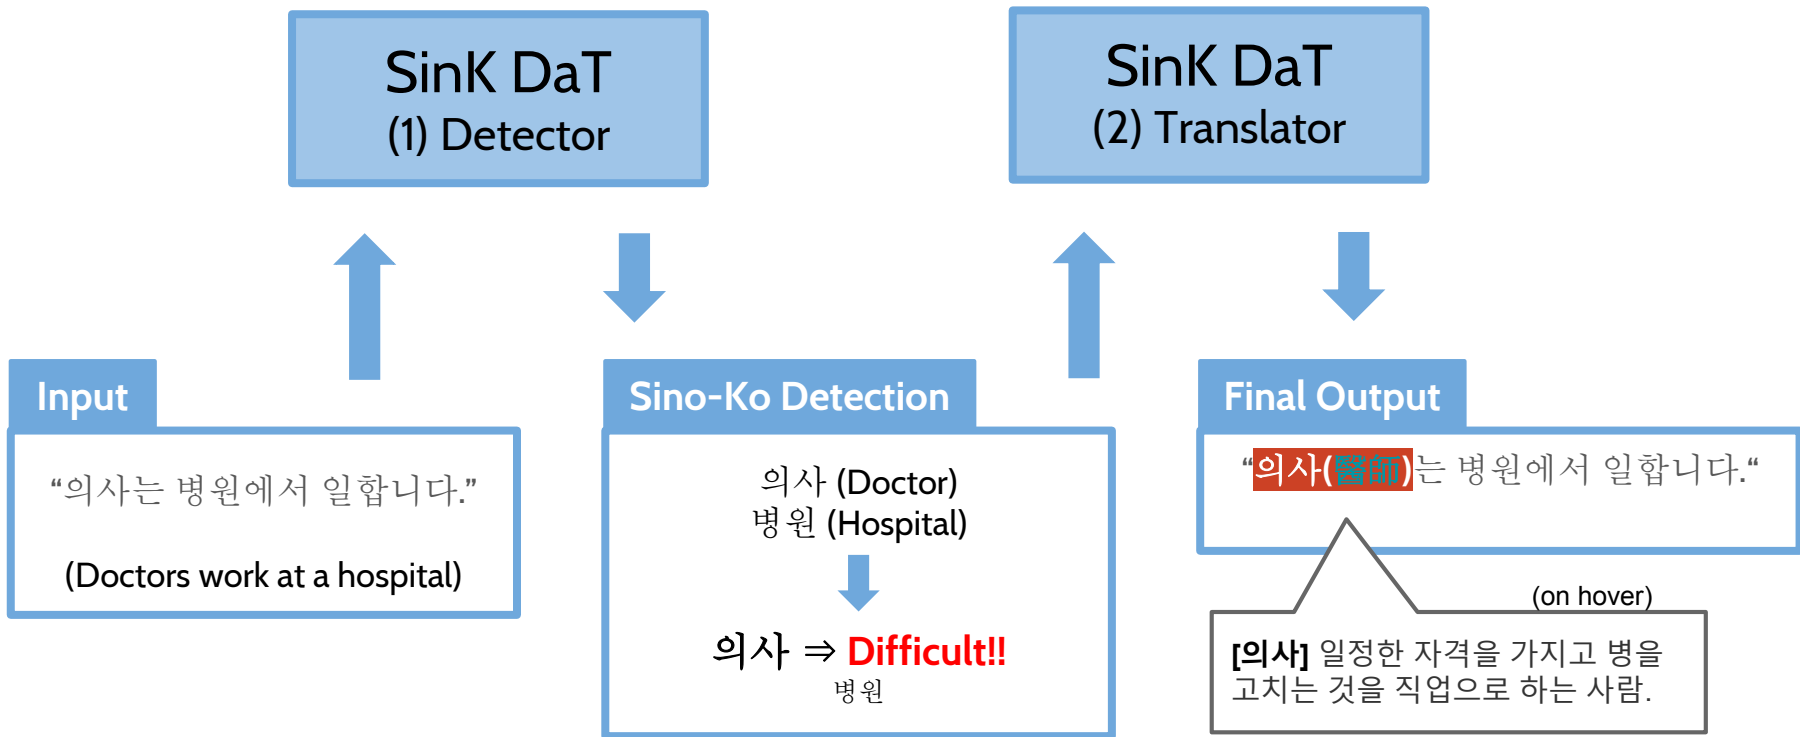 SinK DaT
(1) Detector
SinK DaT
(2) Translator
Input
“의사는 병원에서 일합니다.”
(Doctors work at a hospital)
Sino-Ko Detection
의사 (Doctor)
병원 (Hospital)
의사 ⇒ Difficult!!
병원
Final Output
“의사(醫師)는 병원에서 일합니다.“
(on hover)
[의사] 일정한 자격을 가지고 병을
고치는 것을 직업으로 하는 사람.